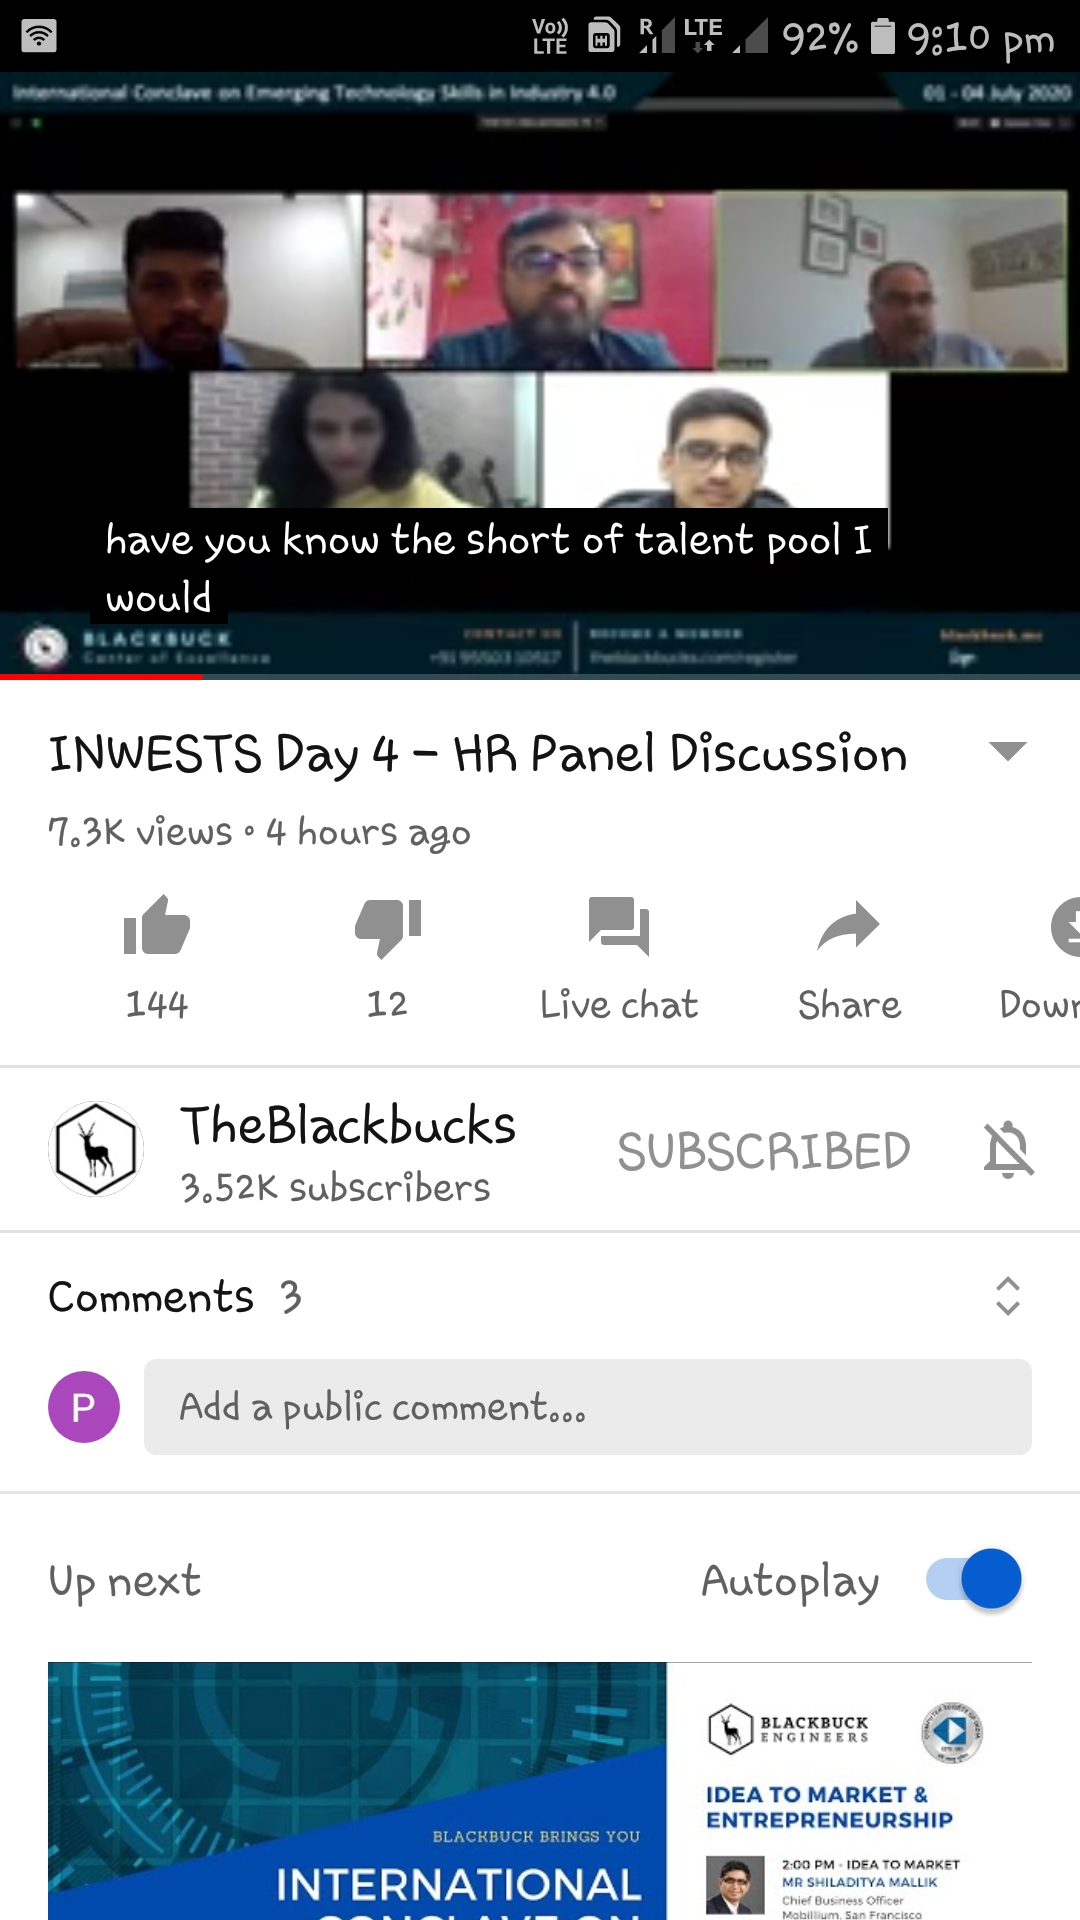 Vo)) LTE R LTE 92% 9:10 pm
International Conclave on Emerging Technology Skills in Industry 4.0
01 - 04 July 2020
have you know the short of talent pool I
would
BLACKBUCK
Center of Excellence
CONTACT US
BECOME A MEMBER
theblackbucks.com/register
INWESTS Day 4 – HR Panel Discussion
7.3K views • 4 hours ago
144
12
Live chat
Share
Down
TheBlackbucks
3.52K subscribers
SUBSCRIBED
Comments 3
P
Add a public comment...
Up next
Autoplay
BLACKBUCK
ENGINEERS
IDEA TO MARKET &
ENTREPRENEURSHIP
BLACKBUCK BRINGS YOU
INTERNATIONAL
CONCLAVE ON
2:00 PM - IDEA TO MARKET
MR SHILADITYA MALLIK
Chief Business Officer
Mobillium, San Francisco